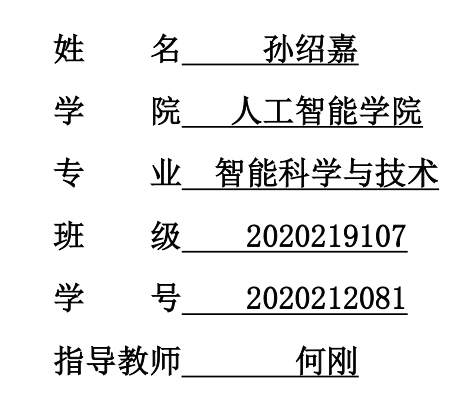 姓 名 孙绍嘉
学 院 人工智能学院
专 业 智能科学与技术
班 级 2020219107
学 号 2020212081
指导教师 何刚